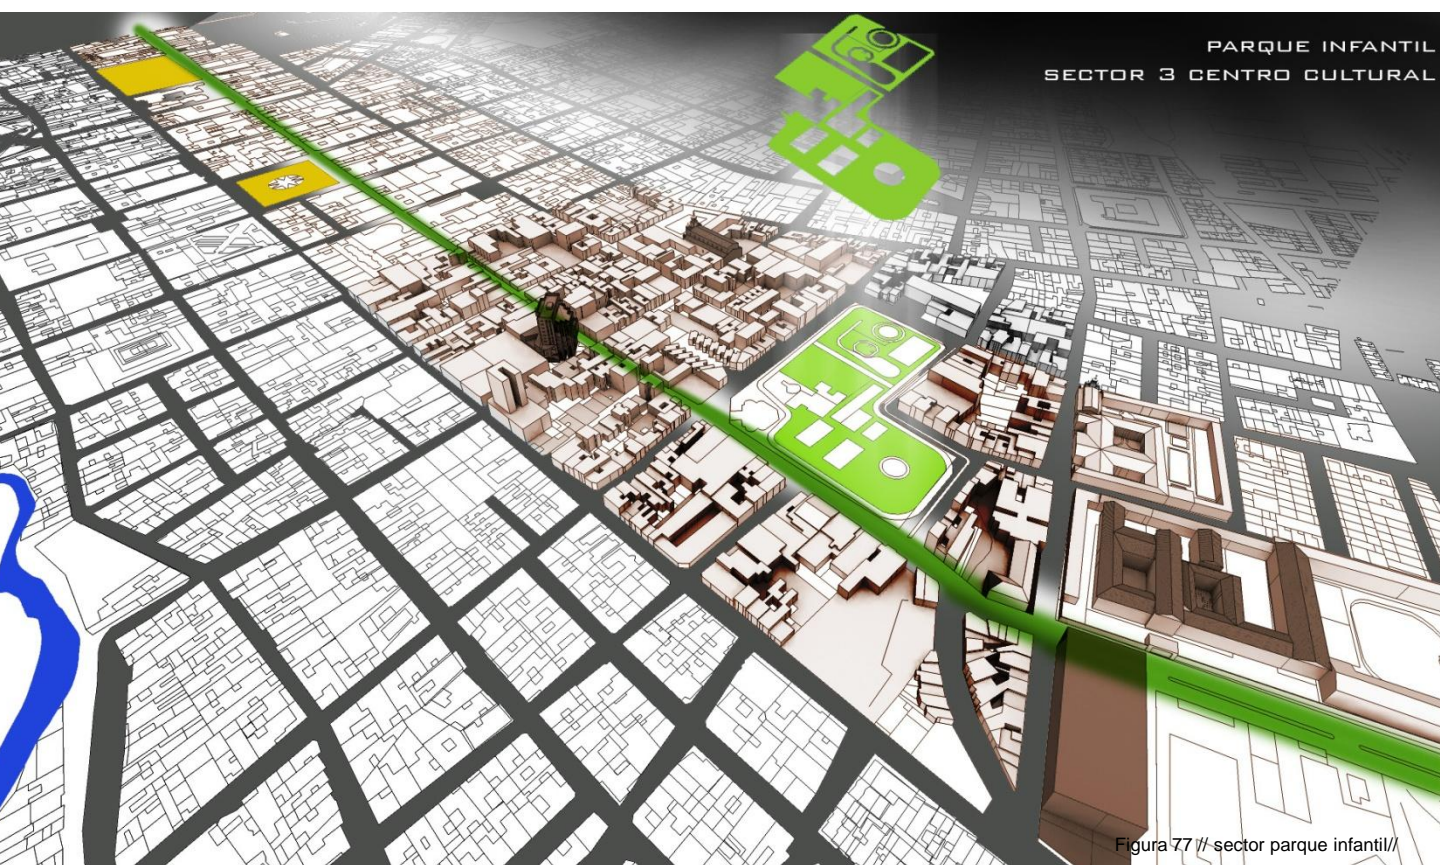 PARQUE INFANTIL
SECTOR 3 CENTRO CULTURAL
Figura 77 // sector parque infantil//